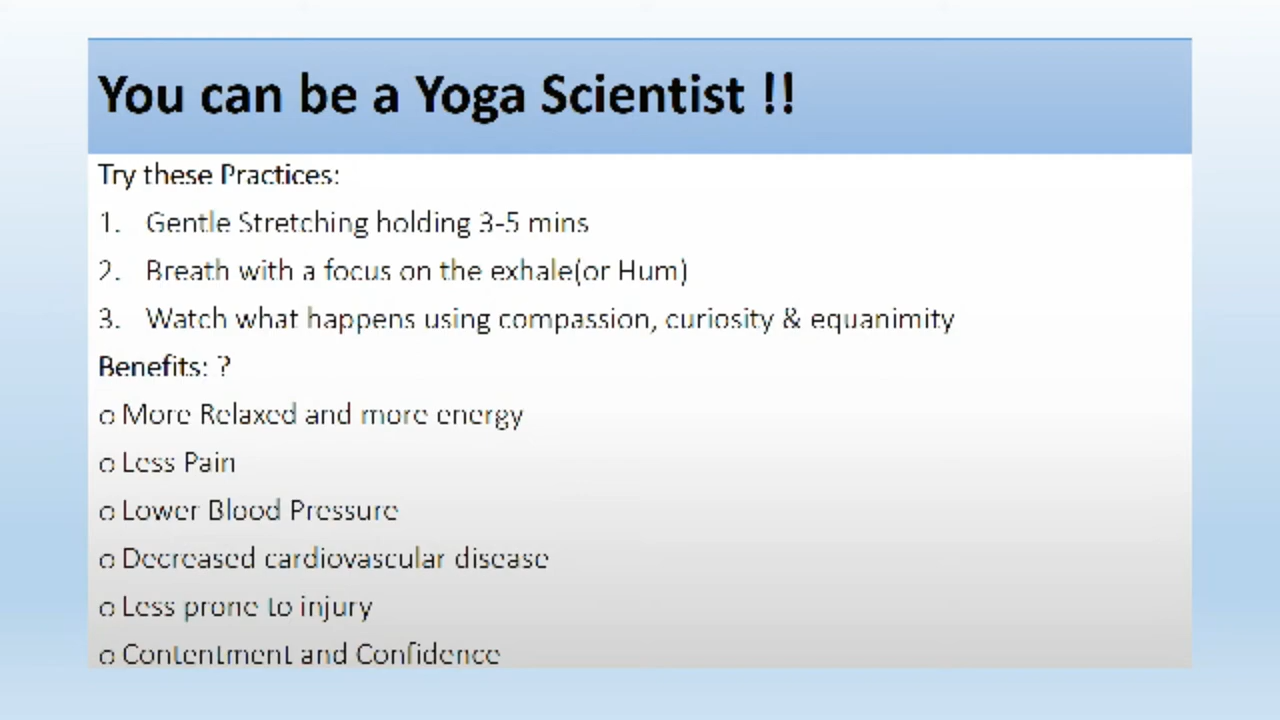 You can be a Yoga Scientist !!
Try these Practices:
1. Gentle Stretching holding 3-5 mins
2. Breath with a focus on the exhale(or Hum)
3. Watch what happens using compassion, curiosity & equanimity
Benefits: ?
o More Relaxed and more energy
o Less Pain
o Lower Blood Pressure
o Decreased cardiovascular disease
o Less prone to injury
o Contentment and Confidence